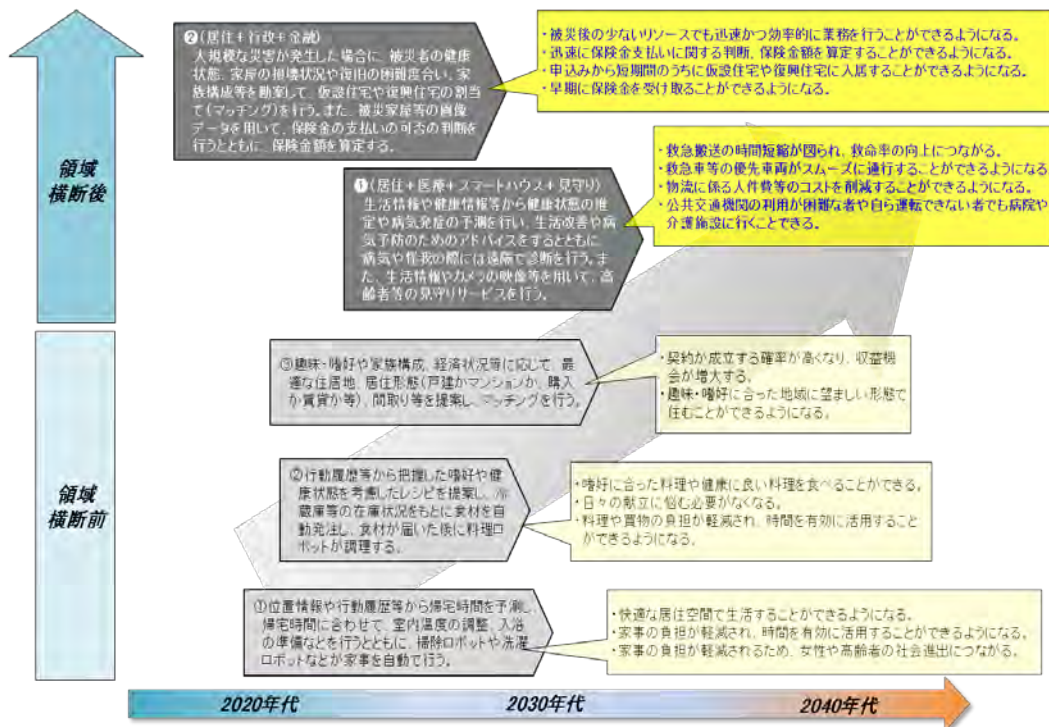 ❷(居住+行政+金融)
大規模な災害が発生した場合に、被災者の健康
状態、家屋の損壊状況や復旧の困難度合い、家
族構成等を勘案して、仮設住宅や復興住宅の割当
て(マッチング)を行う。また、被災家屋等の画像
データを用いて、保険金の支払いの可否の判断を
行うとともに、保険金額を算定する。
・被災後の少ないリソースでも迅速かつ効率的に業務を行うことができるようになる。
・迅速に保険金支払いに関する判断、保険金額を算定することができるようになる。
・申込みから短期間のうちに仮設住宅や復興住宅に入居することができるようになる。
・早期に保険金を受け取ることができるようになる。
領域
横断後
❶(居住+医療+スマートハウス+見守り)
生活情報や健康情報等から健康状態の推
定や病気発症の予測を行い、生活改善や病
気予防のためのアドバイスをするとともに、
病気や怪我の際には遠隔で診断を行う。ま
た、生活情報やカメラの映像等を用いて、高
齢者等の見守りサービスを行う。
・救急搬送の時間短縮が図られ、救命率の向上につながる。
・救急車等の優先車両がスムーズに通行することができるようになる
・物流に係る人件費等のコストを削減することができるようになる。
・公共交通機関の利用が困難な者や自ら運転できない者でも病院や
介護施設に行くことできる。
領域
横断前
③趣味・嗜好や家族構成、経済状況等に応じて、最
適な住居地、居住形態(戸建かマンションか、購入
か賃貸か等)、間取り等を提案し、マッチングを行う。
・契約が成立する確率が高くなり、収益機
会が増大する。
・趣味・嗜好に合った地域に望ましい形態で
住むことができるようになる。
②行動履歴等から把握した嗜好や健
康状態を考慮したレシピを提案し、冷
蔵庫等の在庫状況をもとに食材を自
動発注し、食材が届いた後に料理ロ
ボットが調理する。
・嗜好に合った料理や健康に良い料理を食べることができる。
・日々の献立に悩む必要がなくなる。
・料理や買物の負担が軽減され、時間を有効に活用すること
ができるようになる。
①位置情報や行動履歴等から帰宅時間を予測し、
帰宅時間に合わせて、室内温度の調整、入浴
の準備などを行うとともに、掃除ロボットや洗濯
ロボットなどが家事を自動で行う。
・快適な居住空間で生活することができるようになる。
・家事の負担が軽減され、時間を有効に活用することができるようになる。
・家事の負担が軽減されるため、女性や高齢者の社会進出につながる。
2020年代
2030年代
2040年代